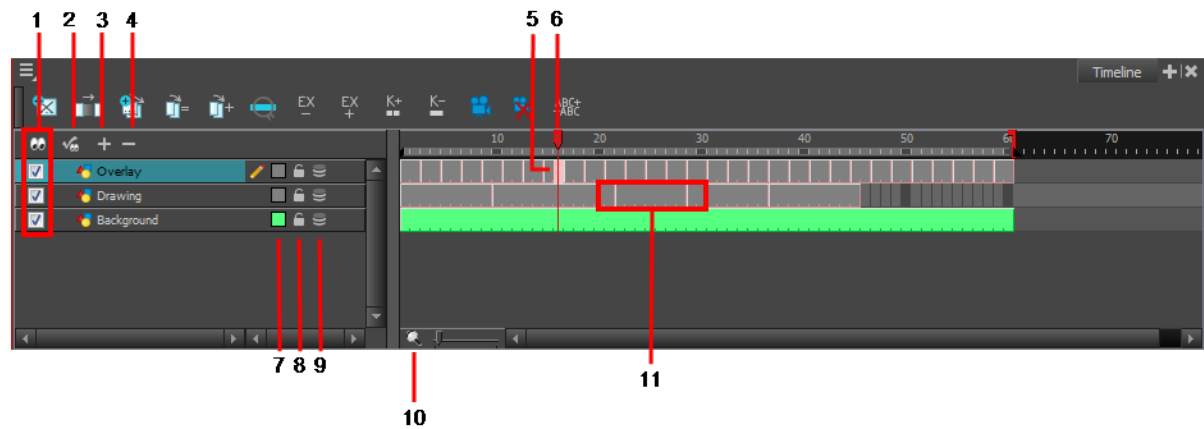 1 2 3 4 5 6
Timeline
EX EX K+ K- ABC+
- + -ABC
10 20 30 40 50 70
Overlay
Drawing
Background
7 8 9
10
11